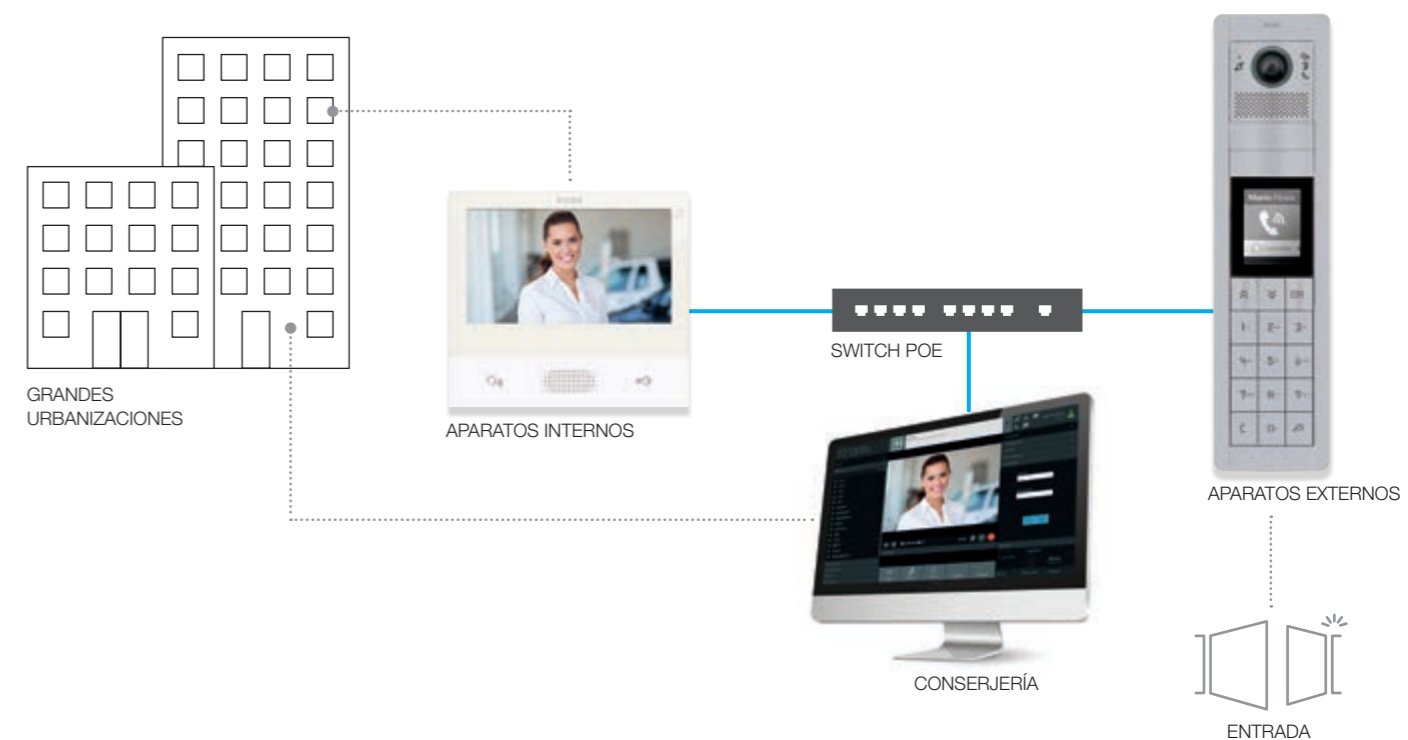 GRANDES
URBANIZACIONES
APARATOS INTERNOS
SWITCH POE
CONSERJERÍA
APARATOS EXTERNOS
ENTRADA